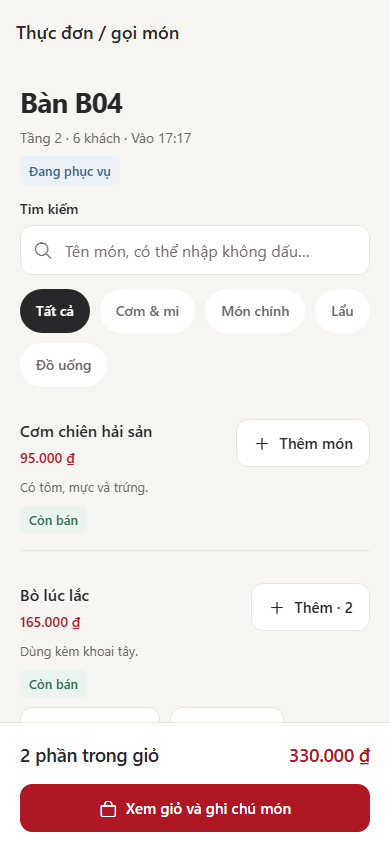 Thực đơn / gọi món
Bàn B04
Tầng 2 · 6 khách · Vào 17:17
Đang phục vụ
Tìm kiếm
Tên món, có thể nhập không dấu...
Tất cả
Cơm & mì
Món chính
Lẩu
Đồ uống
Cơm chiên hải sản
Thêm món
95.000 ₫
Có tôm, mực và trứng.
Còn bán
Bò lúc lắc
Thêm · 2
165.000 ₫
Dùng kèm khoai tây.
Còn bán
2 phần trong giỏ
330.000 ₫
Xem giỏ và ghi chú món